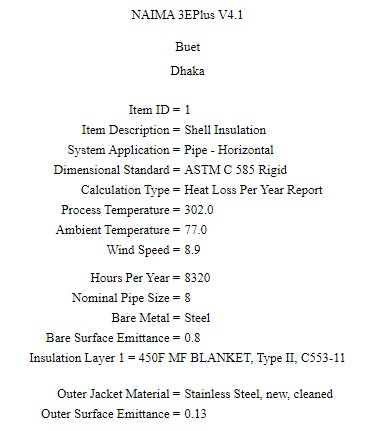 NAIMA 3EPlus V4.1
Buet
Dhaka
Item ID = 1
Item Description = Shell Insulation
System Application = Pipe - Horizontal
Dimensional Standard = ASTM C 585 Rigid
Calculation Type = Heat Loss Per Year Report
Process Temperature = 302.0
Ambient Temperature = 77.0
Wind Speed = 8.9
Hours Per Year = 8320
Nominal Pipe Size = 8
Bare Metal = Steel
Bare Surface Emittance = 0.8
Insulation Layer 1 = 450F MF BLANKET, Type II, C553-11
Outer Jacket Material = Stainless Steel, new, cleaned
Outer Surface Emittance = 0.13